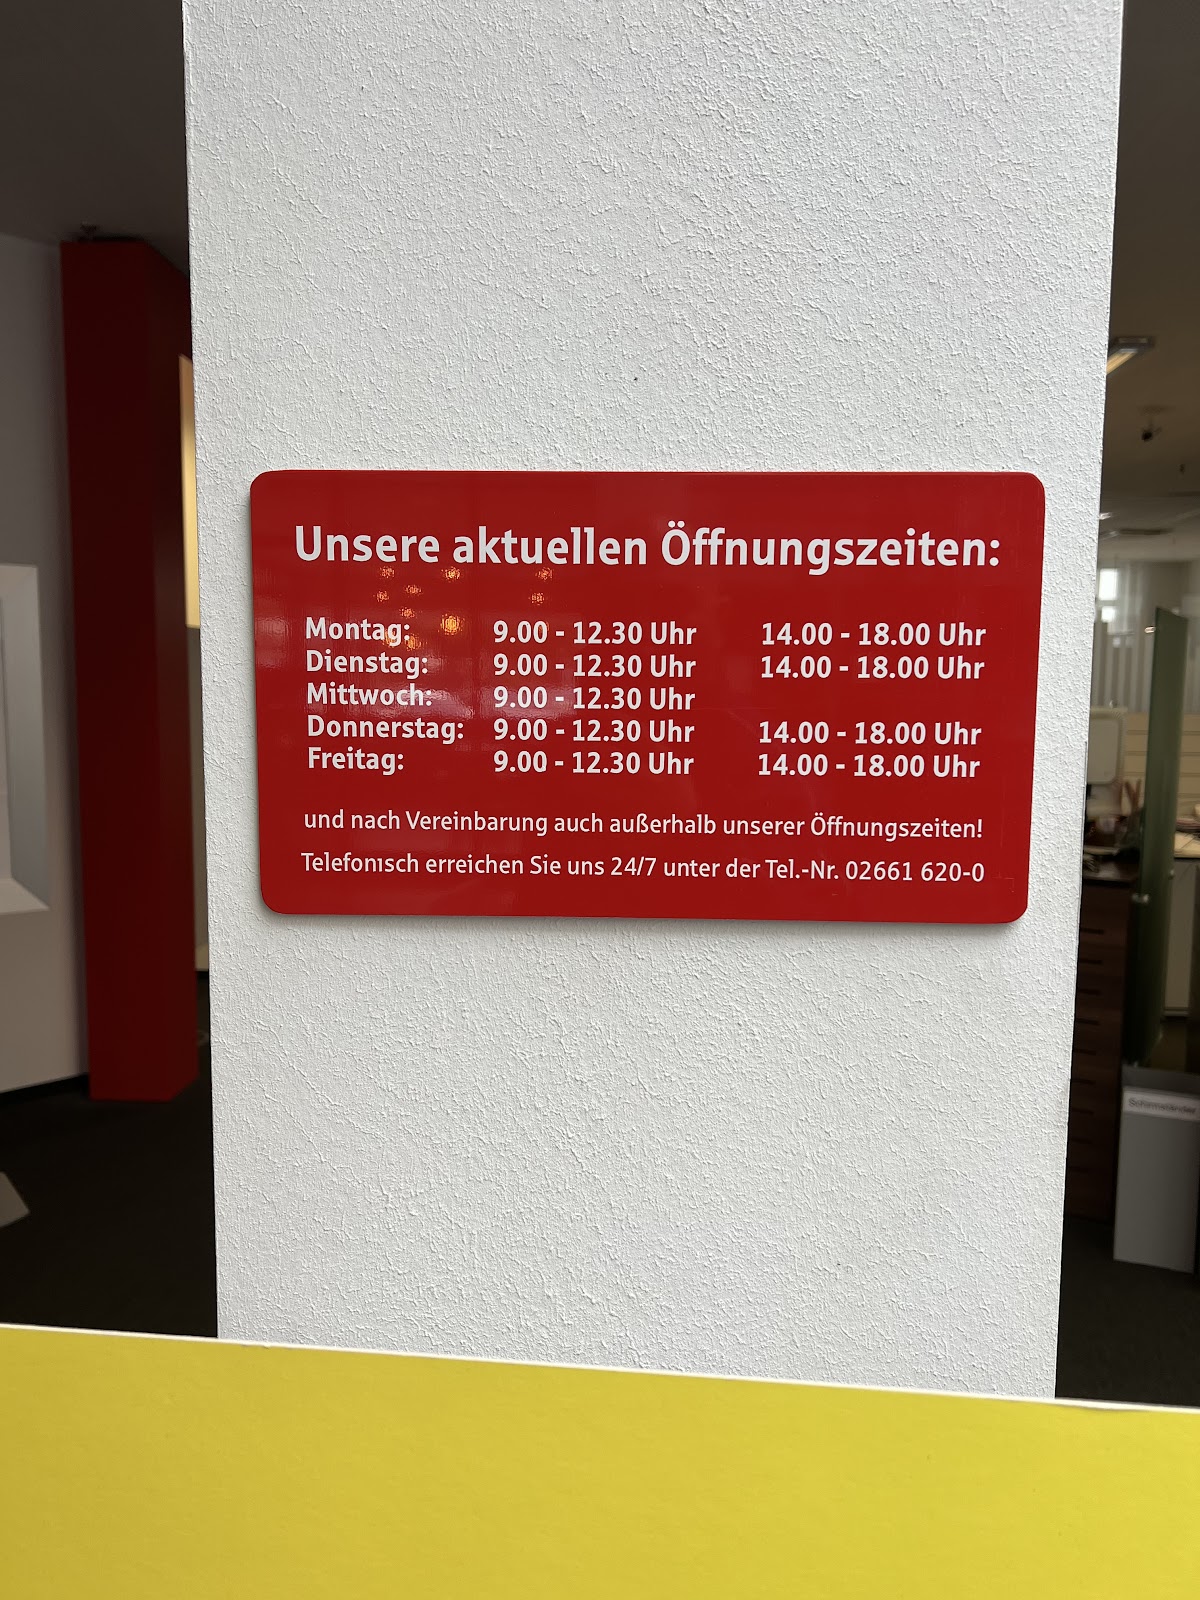 Unsere aktuellen Öffnungszeiten:
Montag: 9.00 - 12.30 Uhr 14.00 - 18.00 Uhr
Dienstag: 9.00 - 12.30 Uhr 14.00 - 18.00 Uhr
Mittwoch: 9.00 - 12.30 Uhr
Donnerstag: 9.00 - 12.30 Uhr 14.00 - 18.00 Uhr
Freitag: 9.00 - 12.30 Uhr 14.00 - 18.00 Uhr
und nach Vereinbarung auch außerhalb unserer Öffnungszeiten!
Telefonisch erreichen Sie uns 24/7 unter der Tel.-Nr. 02661 620-0
Schirmständer